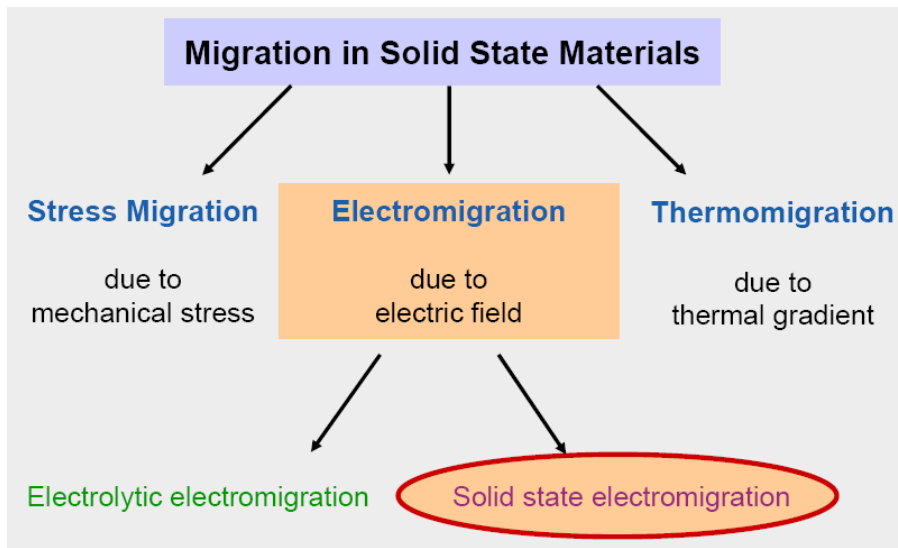 Migration in Solid State Materials
Stress Migration
due to
mechanical stress
Electromigration
due to
electric field
Thermomigration
due to
thermal gradient
Electrolytic electromigration
Solid state electromigration